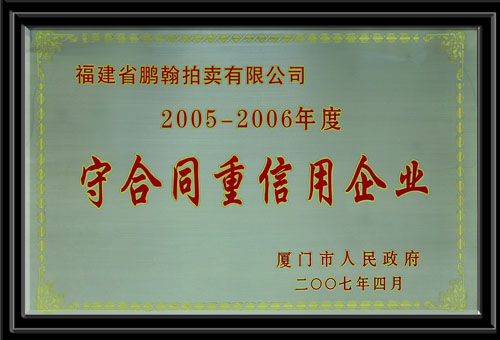 福建省鹏翰拍卖有限公司
2005-2006年度
守合同重信用企业
厦门市人民政府
二〇〇七年四月